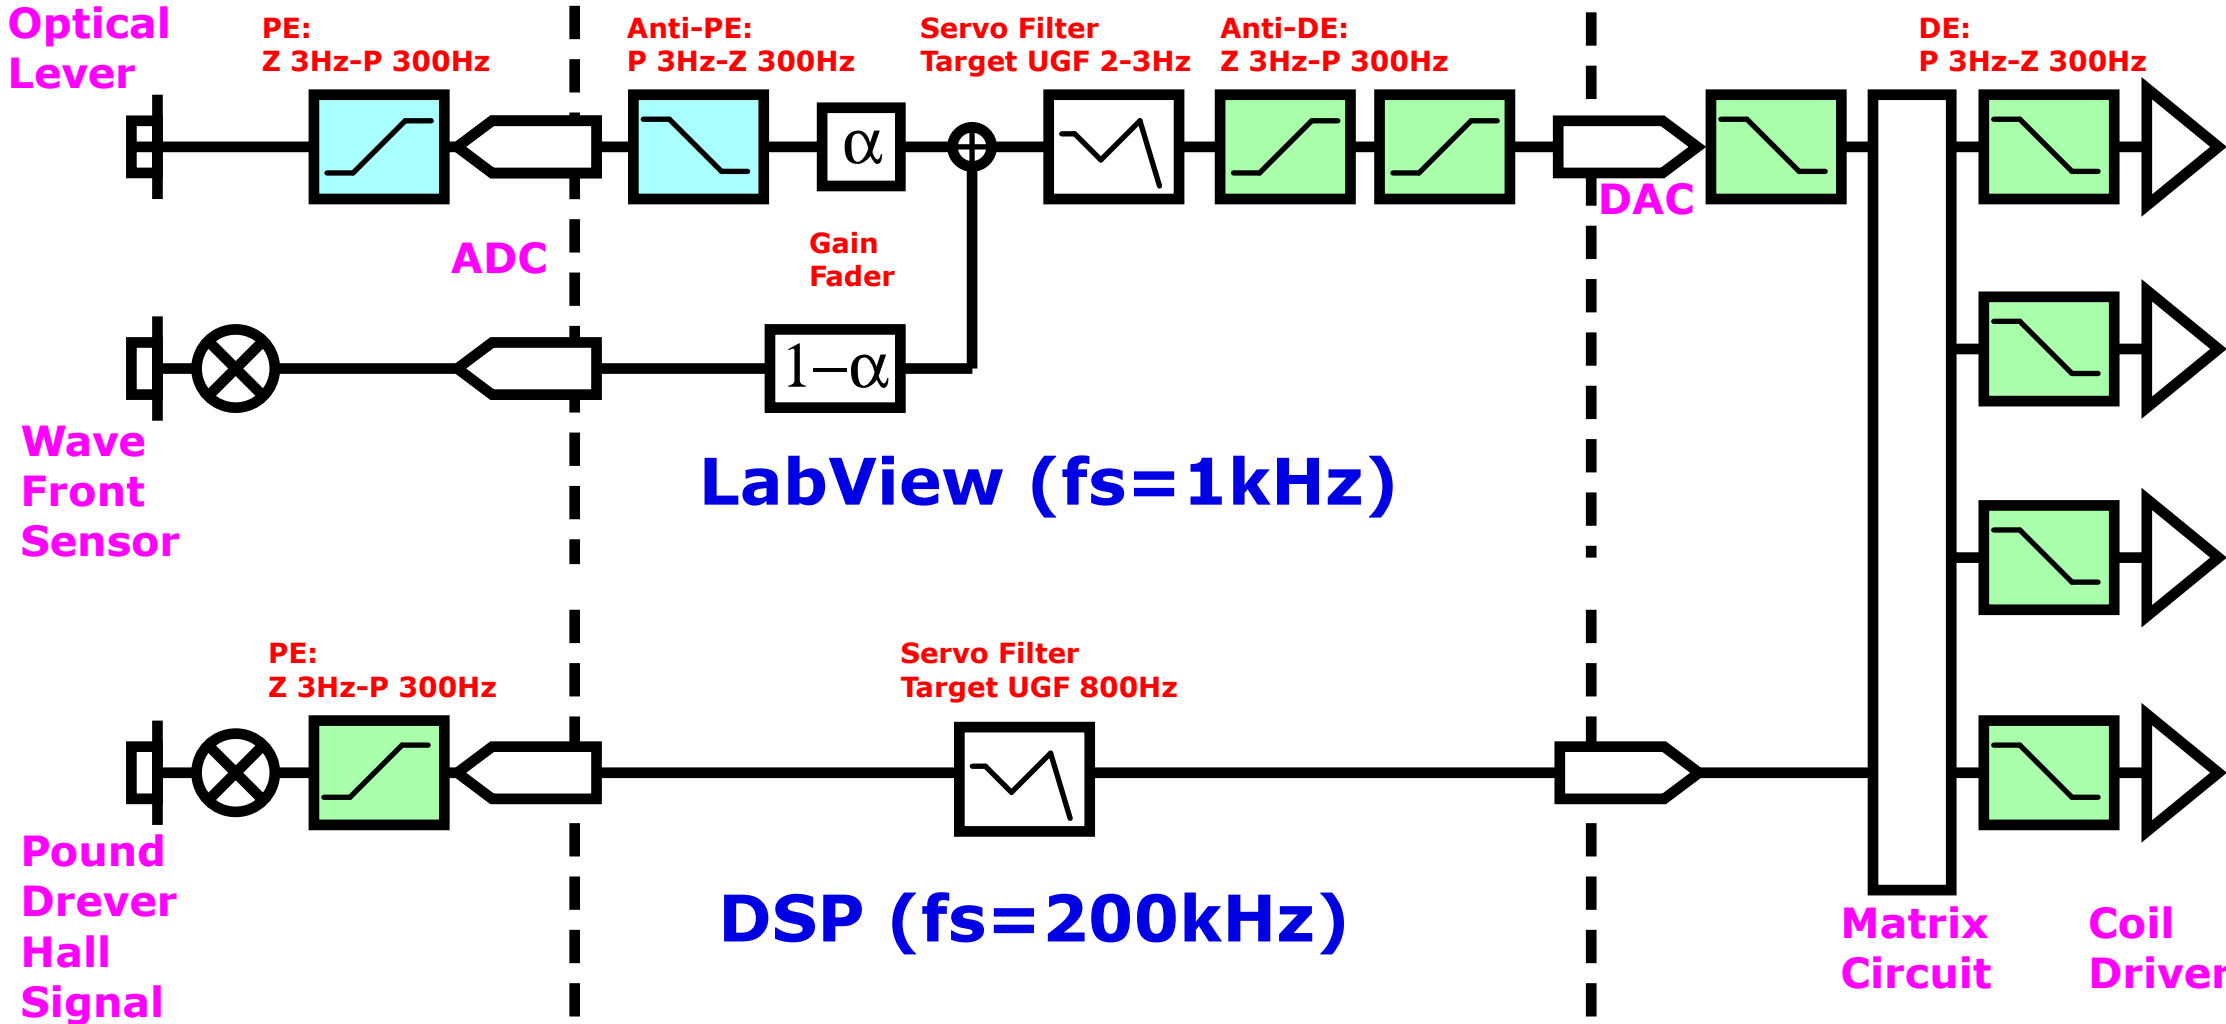 Optical
Lever
PE:
Z 3Hz-P 300Hz
Anti-PE:
P 3Hz-Z 300Hz
Servo Filter
Target UGF 2-3Hz
Anti-DE:
Z 3Hz-P 300Hz
DE:
P 3Hz-Z 300Hz
α
DAC
ADC
Gain
Fader
1−α
Wave
Front
Sensor
LabView (fs=1kHz)
PE:
Z 3Hz-P 300Hz
Servo Filter
Target UGF 800Hz
Pound
Drever
Hall
Signal
DSP (fs=200kHz)
Matrix
Circuit
Coil
Driver